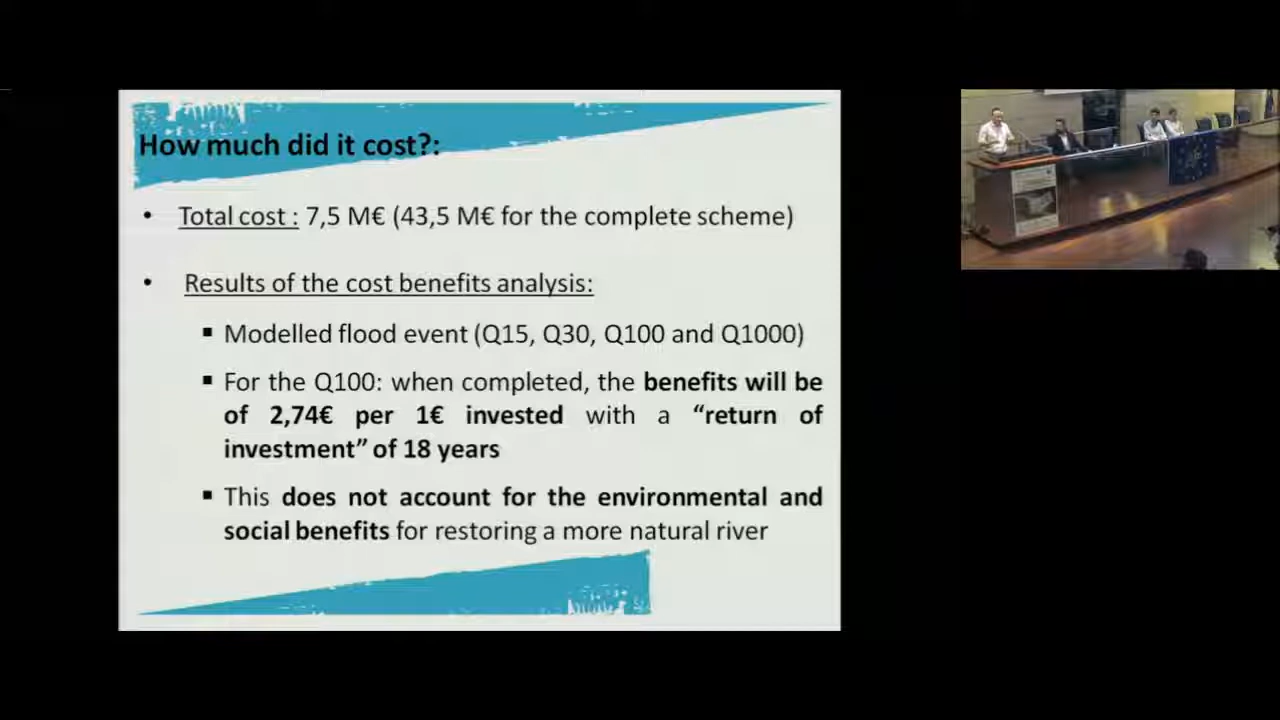 How much did it cost?:
• Total cost : 7,5 M€ (43,5 M€ for the complete scheme)
• Results of the cost benefits analysis:
▪ Modelled flood event (Q15, Q30, Q100 and Q1000)
▪ For the Q100: when completed, the benefits will be
of 2,74€ per 1€ invested with a “return of
investment” of 18 years
▪ This does not account for the environmental and
social benefits for restoring a more natural river